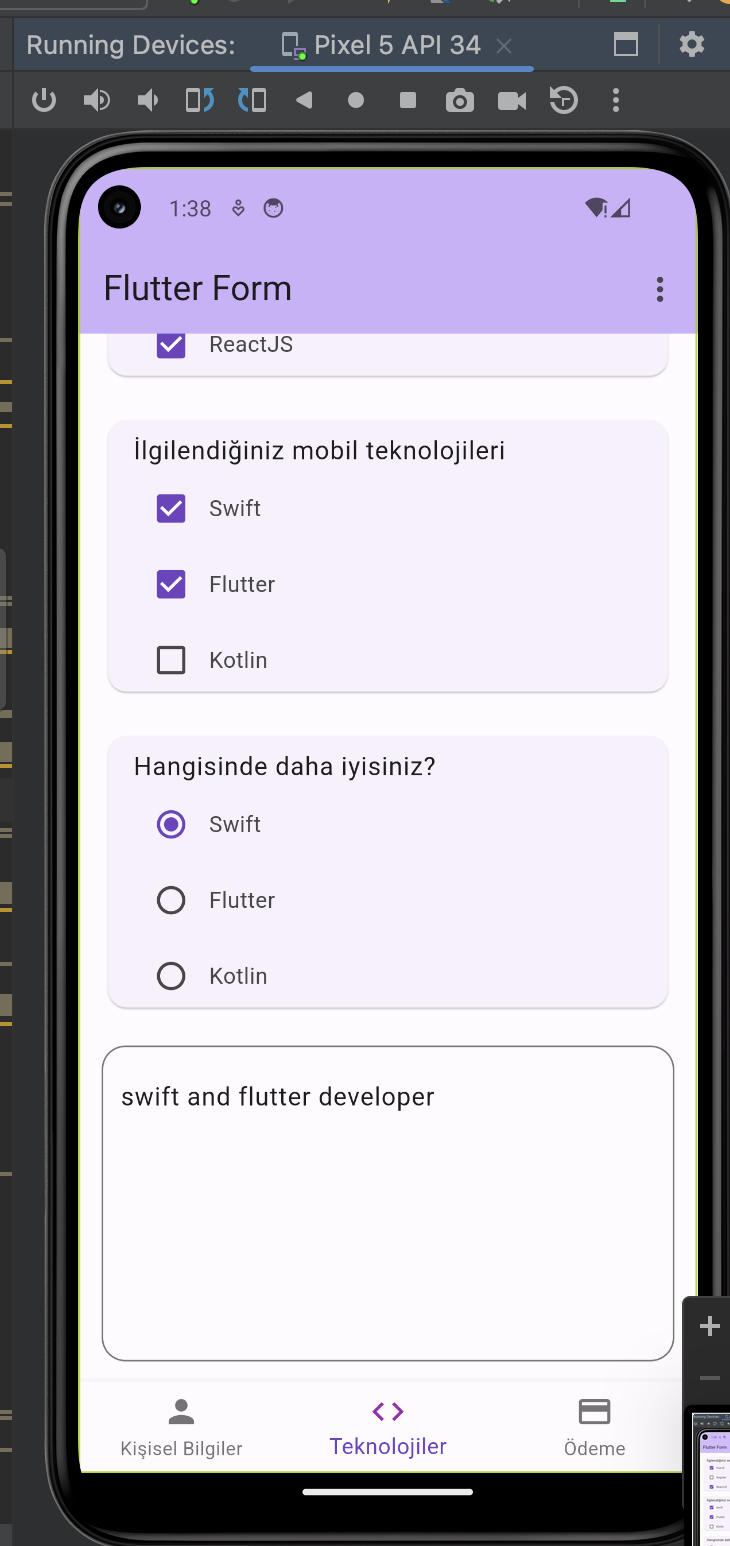 Running Devices:
Pixel 5 API 34
1:38
Flutter Form
ReactJS
İlgilendiğiniz mobil teknolojileri
Swift
Flutter
Kotlin
Hangisinde daha iyisiniz?
Swift
Flutter
Kotlin
swift and flutter developer
Kişisel Bilgiler
Teknolojiler
Ödeme